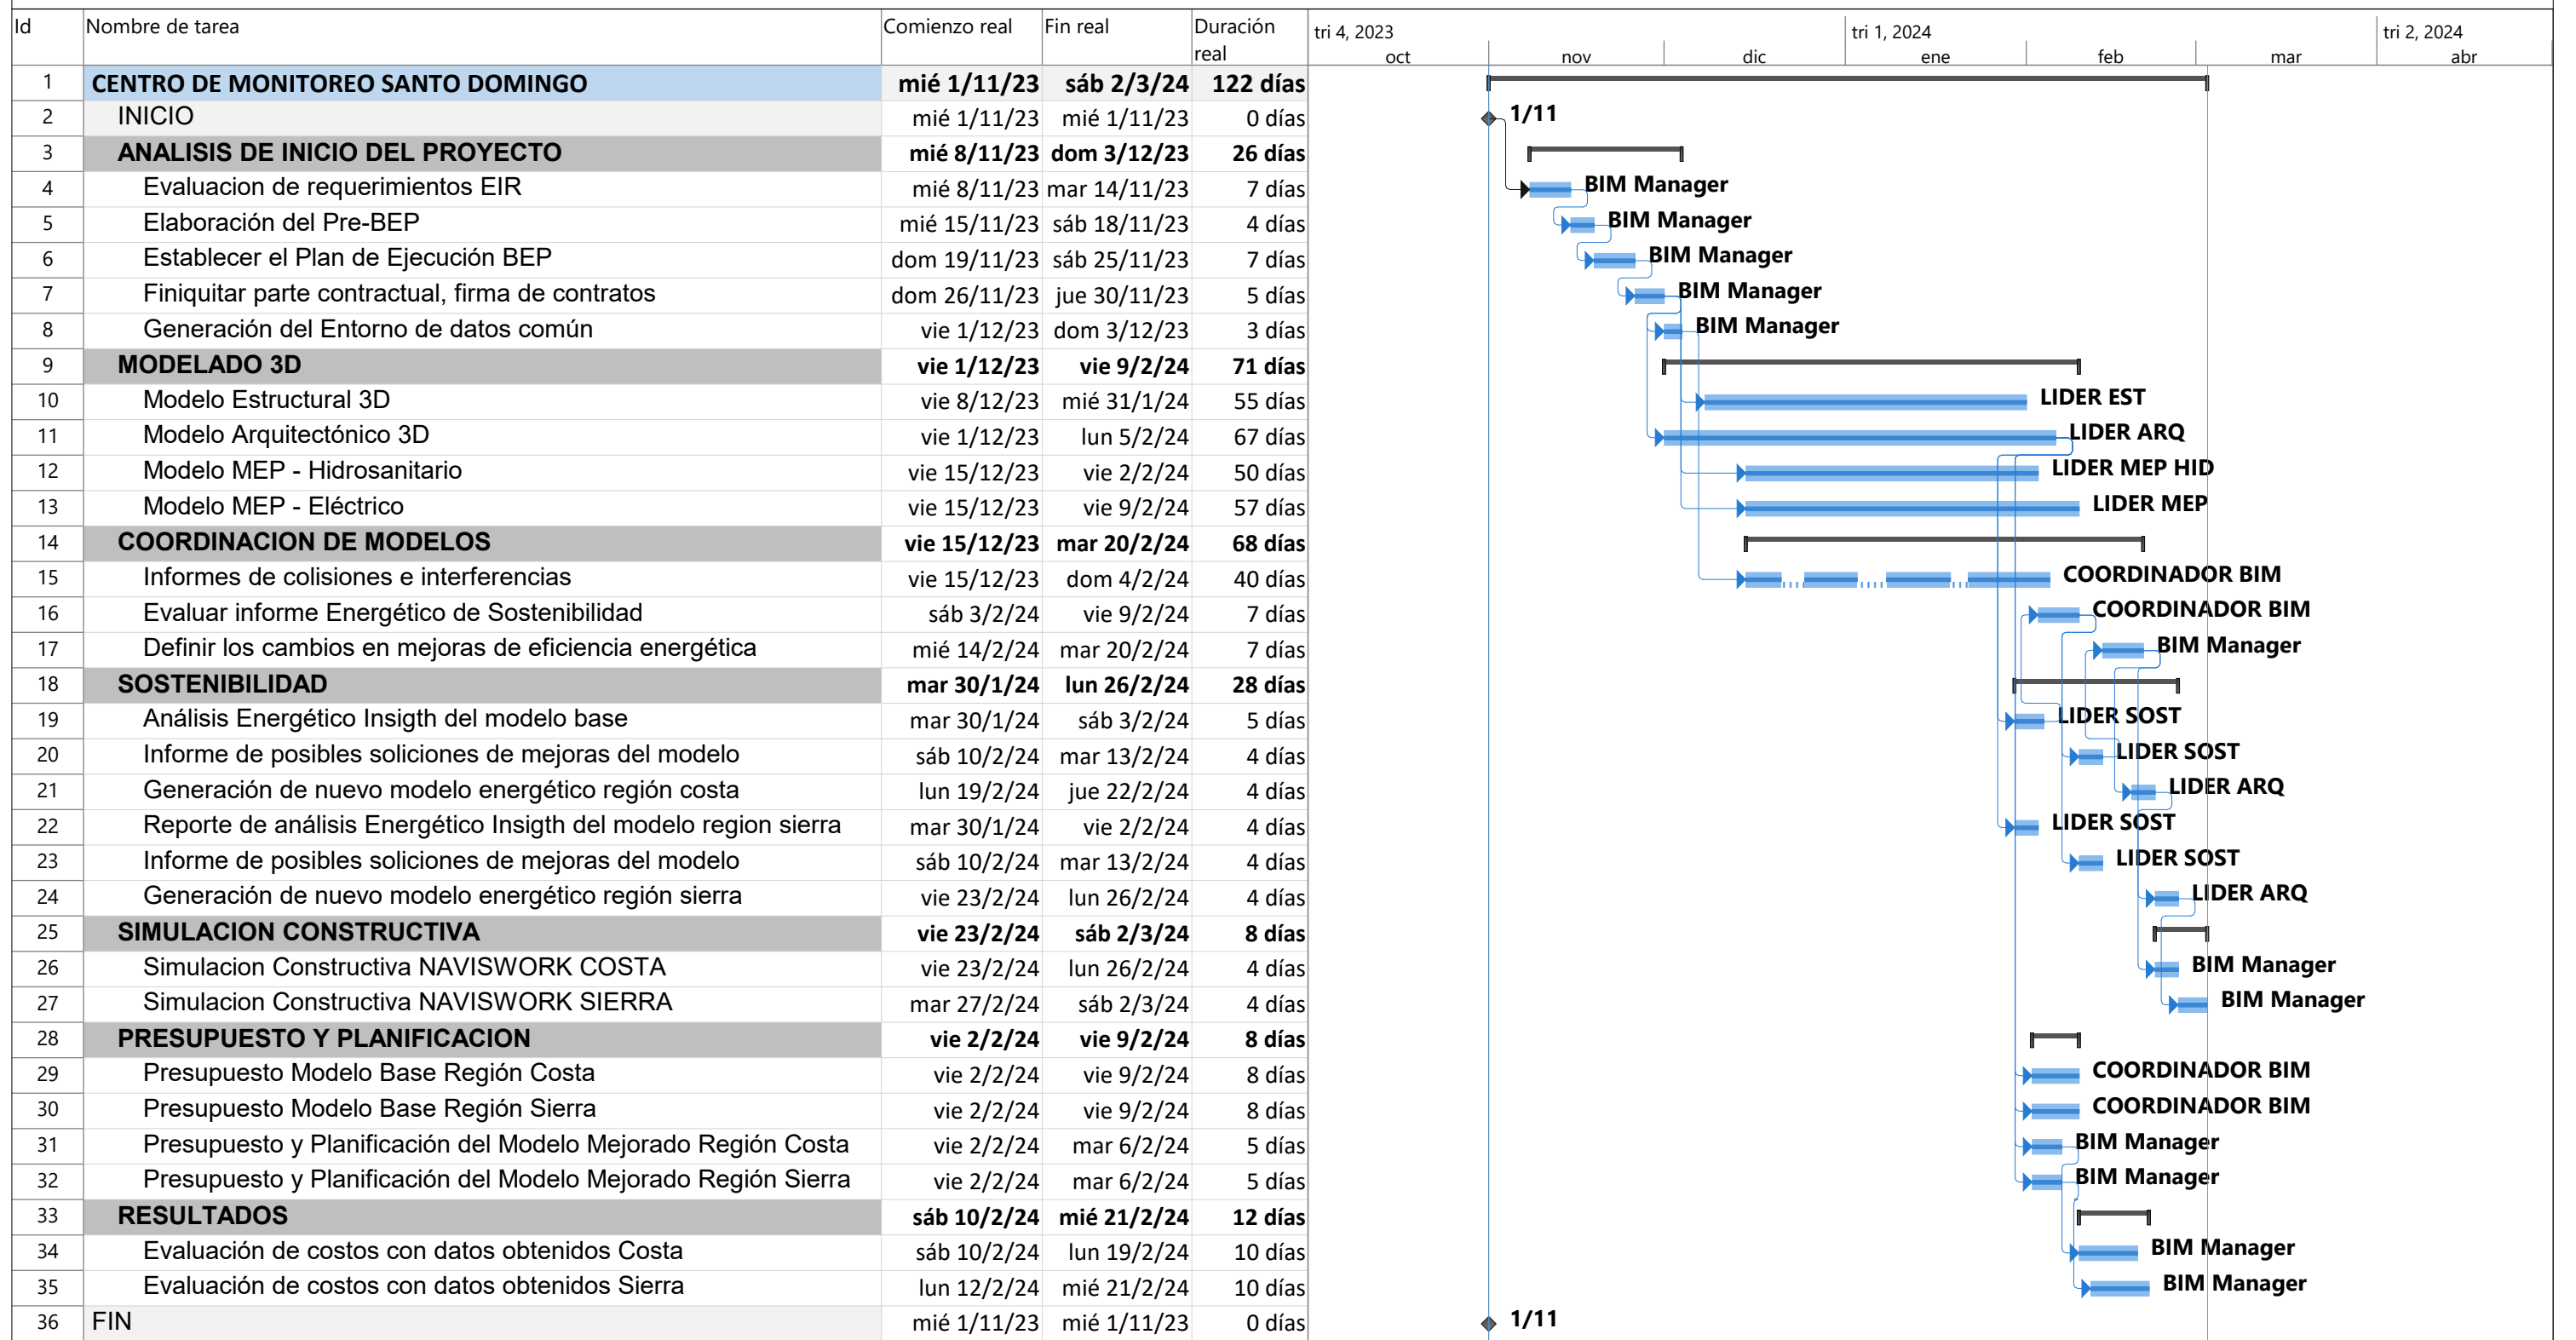 Id Nombre de tarea Comienzo real Fin real Duración real
tri 4, 2023 tri 1, 2024 tri 2, 2024
oct nov dic ene feb mar abr
1 CENTRO DE MONITOREO SANTO DOMINGO mié 1/11/23 sáb 2/3/24 122 días
2 INICIO mié 1/11/23 mié 1/11/23 0 días 1/11
3 ANALISIS DE INICIO DEL PROYECTO mié 8/11/23 dom 3/12/23 26 días
4 Evaluacion de requerimientos EIR mié 8/11/23 mar 14/11/23 7 días BIM Manager
5 Elaboración del Pre-BEP mié 15/11/23 sáb 18/11/23 4 días BIM Manager
6 Establecer el Plan de Ejecución BEP dom 19/11/23 sáb 25/11/23 7 días BIM Manager
7 Finiquitar parte contractual, firma de contratos dom 26/11/23 jue 30/11/23 5 días BIM Manager
8 Generación del Entorno de datos común vie 1/12/23 dom 3/12/23 3 días BIM Manager
9 MODELADO 3D vie 1/12/23 vie 9/2/24 71 días
10 Modelo Estructural 3D vie 8/12/23 mié 31/1/24 55 días LIDER EST
11 Modelo Arquitectónico 3D vie 1/12/23 lun 5/2/24 67 días LIDER ARQ
12 Modelo MEP - Hidrosanitario vie 15/12/23 vie 2/2/24 50 días LIDER MEP HID
13 Modelo MEP - Eléctrico vie 15/12/23 vie 9/2/24 57 días LIDER MEP
14 COORDINACION DE MODELOS vie 15/12/23 mar 20/2/24 68 días
15 Informes de colisiones e interferencias vie 15/12/23 dom 4/2/24 40 días COORDINADOR BIM
16 Evaluar informe Energético de Sostenibilidad sáb 3/2/24 vie 9/2/24 7 días COORDINADOR BIM
17 Definir los cambios en mejoras de eficiencia energética mié 14/2/24 mar 20/2/24 7 días BIM Manager
18 SOSTENIBILIDAD mar 30/1/24 lun 26/2/24 28 días
19 Análisis Energético Insigth del modelo base mar 30/1/24 sáb 3/2/24 5 días LIDER SOST
20 Informe de posibles soliciones de mejoras del modelo sáb 10/2/24 mar 13/2/24 4 días LIDER SOST
21 Generación de nuevo modelo energético región costa lun 19/2/24 jue 22/2/24 4 días LIDER ARQ
22 Reporte de análisis Energético Insigth del modelo region sierra mar 30/1/24 vie 2/2/24 4 días LIDER SOST
23 Informe de posibles soliciones de mejoras del modelo sáb 10/2/24 mar 13/2/24 4 días LIDER SOST
24 Generación de nuevo modelo energético región sierra vie 23/2/24 lun 26/2/24 4 días LIDER ARQ
25 SIMULACION CONSTRUCTIVA vie 23/2/24 sáb 2/3/24 8 días
26 Simulacion Constructiva NAVISWORK COSTA vie 23/2/24 lun 26/2/24 4 días BIM Manager
27 Simulacion Constructiva NAVISWORK SIERRA mar 27/2/24 sáb 2/3/24 4 días BIM Manager
28 PRESUPUESTO Y PLANIFICACION vie 2/2/24 vie 9/2/24 8 días
29 Presupuesto Modelo Base Región Costa vie 2/2/24 vie 9/2/24 8 días COORDINADOR BIM
30 Presupuesto Modelo Base Región Sierra vie 2/2/24 vie 9/2/24 8 días COORDINADOR BIM
31 Presupuesto y Planificación del Modelo Mejorado Región Costa vie 2/2/24 mar 6/2/24 5 días BIM Manager
32 Presupuesto y Planificación del Modelo Mejorado Región Sierra vie 2/2/24 mar 6/2/24 5 días BIM Manager
33 RESULTADOS sáb 10/2/24 mié 21/2/24 12 días
34 Evaluación de costos con datos obtenidos Costa sáb 10/2/24 lun 19/2/24 10 días BIM Manager
35 Evaluación de costos con datos obtenidos Sierra lun 12/2/24 mié 21/2/24 10 días BIM Manager
36 FIN mié 1/11/23 mié 1/11/23 0 días 1/11